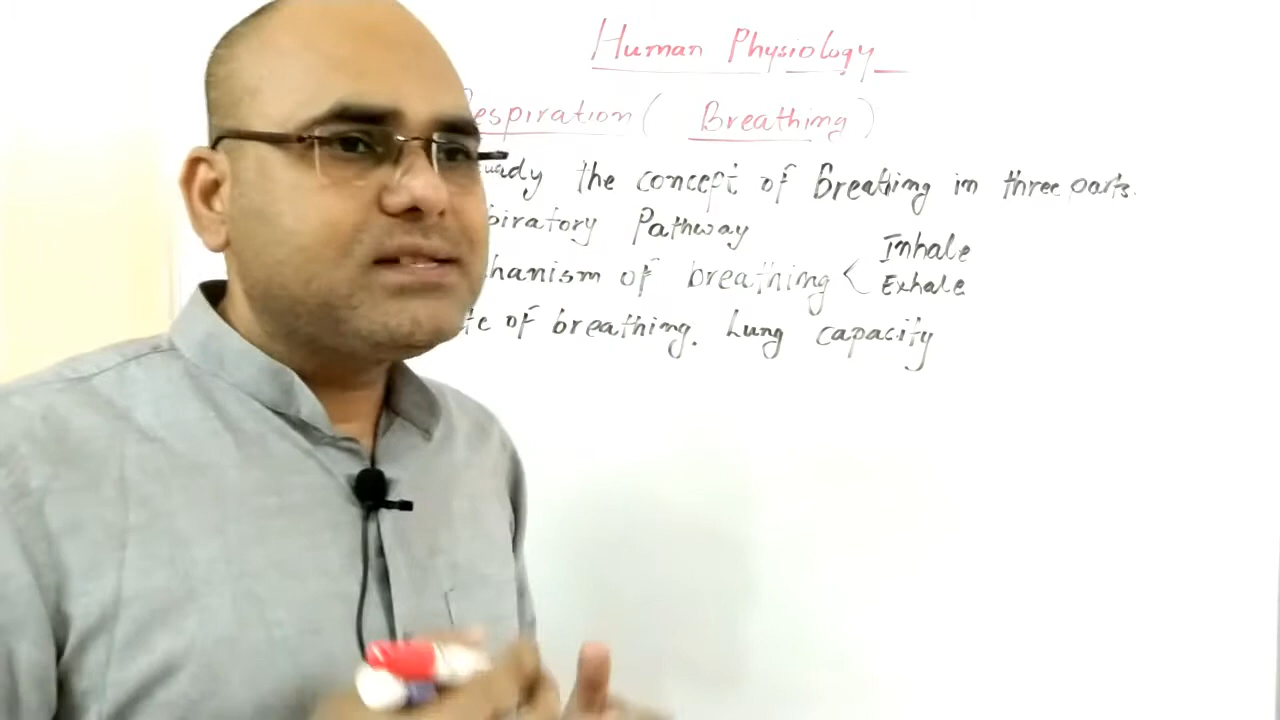 Human Physiology
espiration (Breathing)
the concept of breathing in three parts.
piratory Pathway
hanism of breathing < Inhale
Exhale
of breathing. Lung capacity